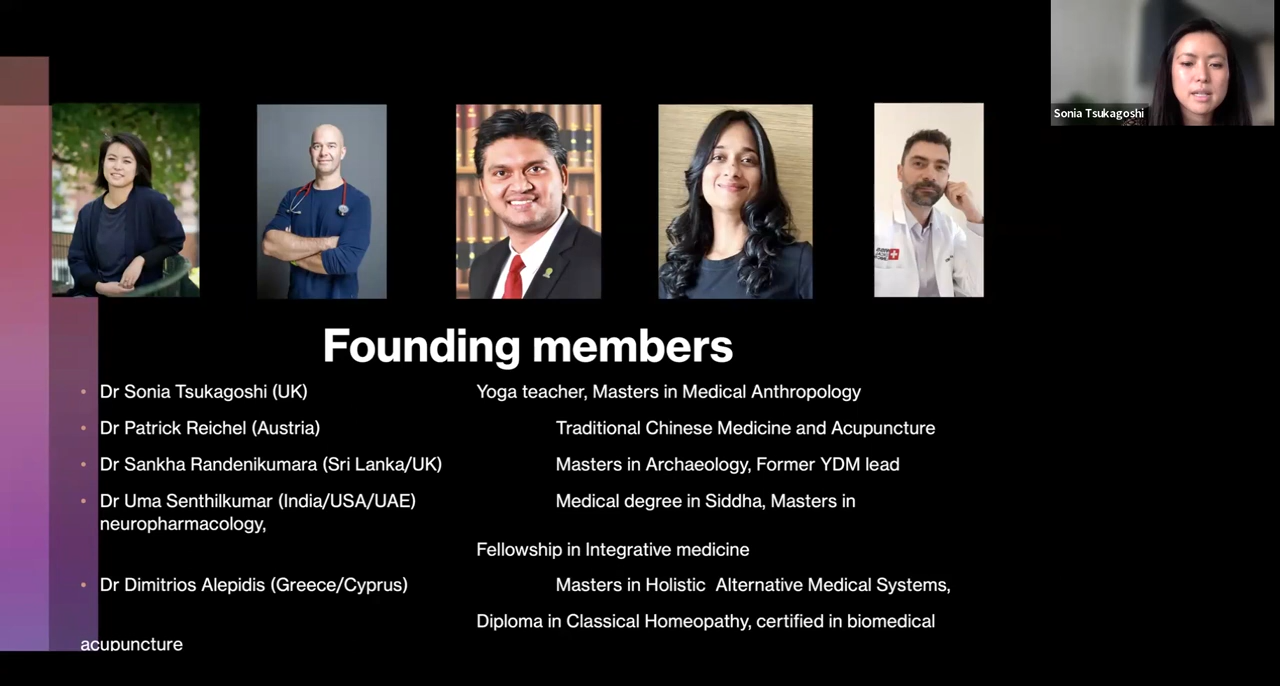 Sonia Tsukagoshi
Founding members
• Dr Sonia Tsukagoshi (UK) Yoga teacher, Masters in Medical Anthropology
• Dr Patrick Reichel (Austria) Traditional Chinese Medicine and Acupuncture
• Dr Sankha Randenikumara (Sri Lanka/UK) Masters in Archaeology, Former YDM lead
• Dr Uma Senthilkumar (India/USA/UAE) Medical degree in Siddha, Masters in
neuropharmacology,
Fellowship in Integrative medicine
• Dr Dimitrios Alepidis (Greece/Cyprus) Masters in Holistic Alternative Medical Systems,
Diploma in Classical Homeopathy, certified in biomedical
acupuncture